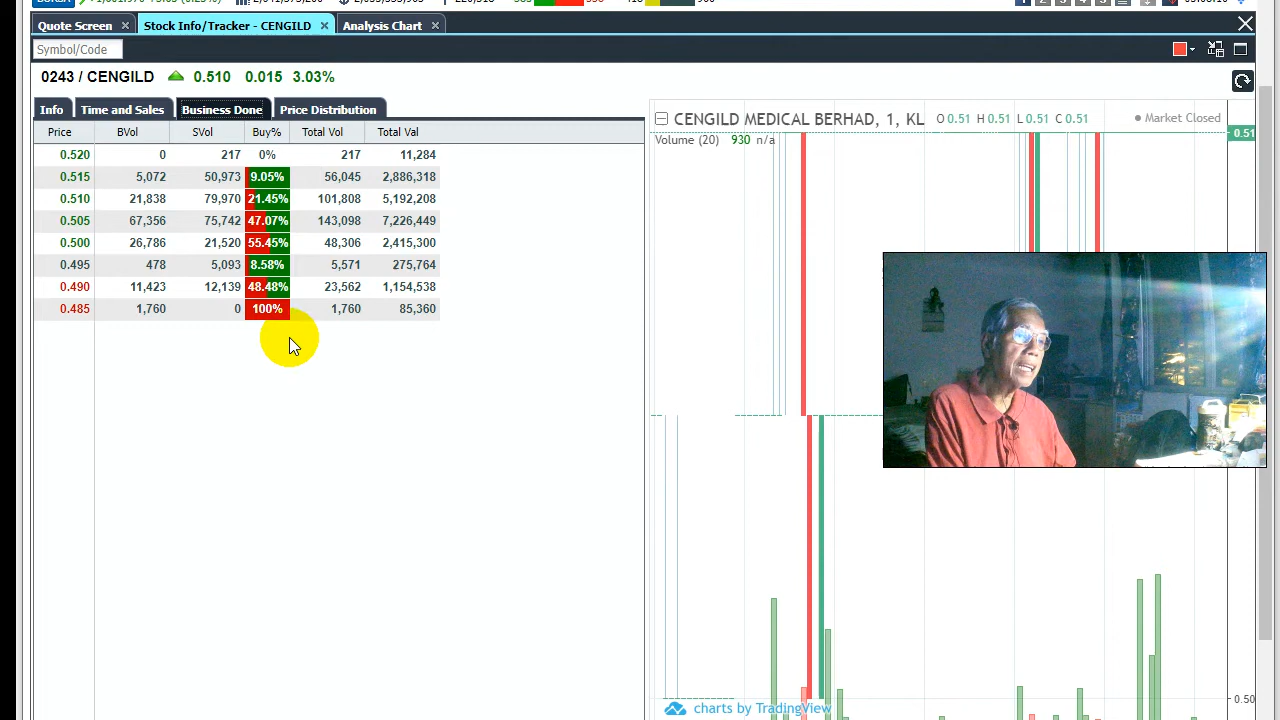 Quote Screen × Stock Info/Tracker - CENGILD × Analysis Chart ×
Symbol/Code
0243 / CENGILD 0.510 0.015 3.03%
Info Time and Sales Business Done Price Distribution
Price BVol SVol Buy% Total Vol Total Val
0.520 0 217 0% 217 11,284
0.515 5,072 50,973 9.05% 56,045 2,886,318
0.510 21,838 79,970 21.45% 101,808 5,192,208
0.505 67,356 75,742 47.07% 143,098 7,226,449
0.500 26,786 21,520 55.45% 48,306 2,415,300
0.495 478 5,093 8.58% 5,571 275,764
0.490 11,423 12,139 48.48% 23,562 1,154,538
0.485 1,760 0 100% 1,760 85,360
CENGILD MEDICAL BERHAD, 1, KL O 0.51 H 0.51 L 0.51 C 0.51 Market Closed
0.51
Volume (20) 930 n/a
0.50
charts by TradingView